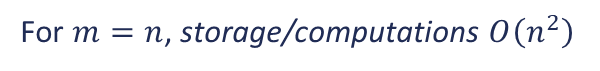 For m = n, storage/computations O(n²)